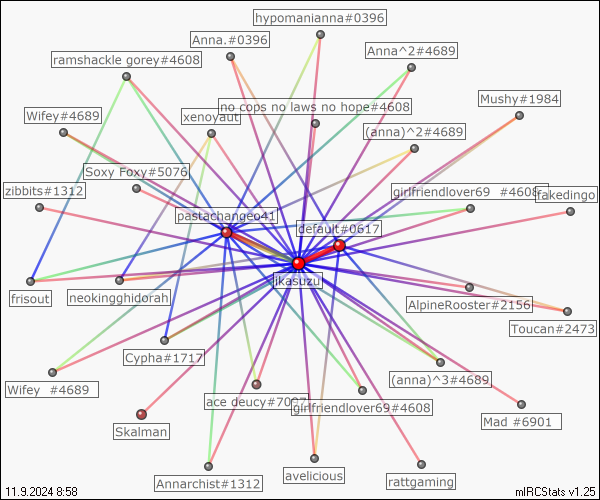 hypomanianna#0396
Anna.#0396
Anna^2#4689
ramshackle gorey#4608
Mushy#1984
no cops no laws no hope#4608
Wifey#4689
xenoyaut
(anna)^2#4689
Soxy Foxy#5076
zibbits#1312
girlfriendlover69 #4608
fakedingo
pastachangeo41
default#0617
jkasuzu
frisout
neokingghidorah
AlpineRooster#2156
Toucan#2473
Cypha#1717
(anna)^3#4689
Wifey #4689
ace deucy#7097
girlfriendlover69#4608
Mad #6901
Skalman
Annarchist#1312
avelicious
rattgaming
11.9.2024 8:58
mIRCStats v1.25